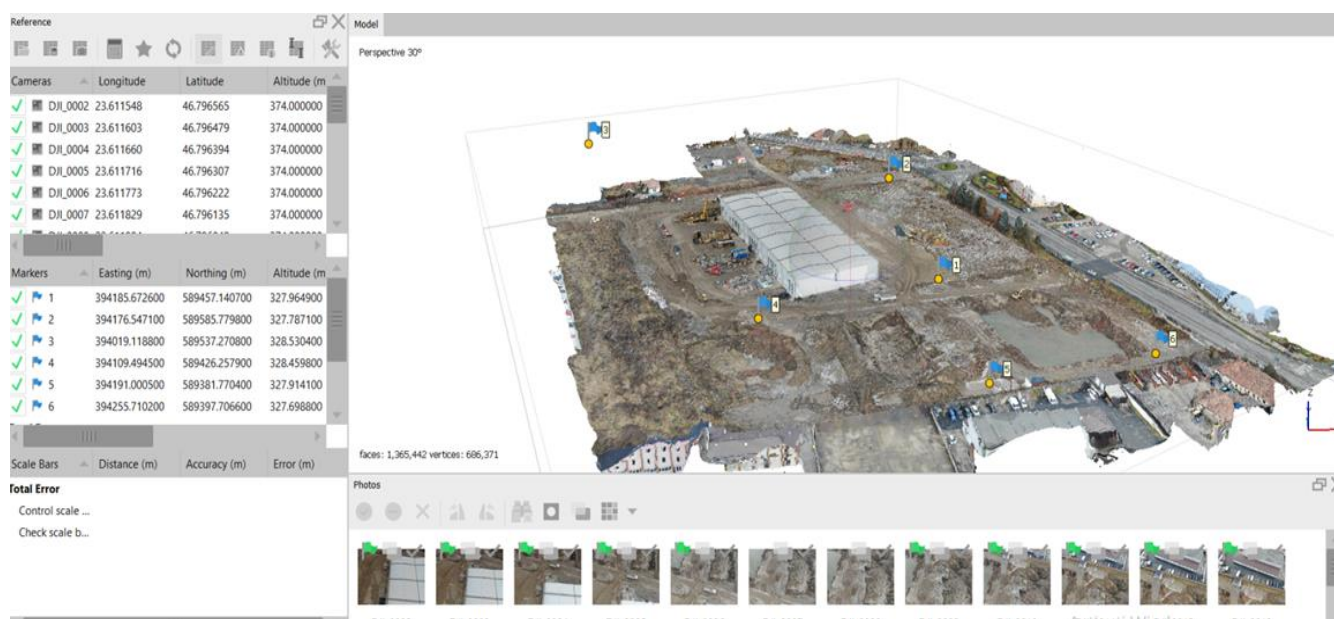 Reference
Cameras Longitude Latitude Altitude (m
DJI_0002 23.611548 46.796565 374.000000
DJI_0003 23.611603 46.796479 374.000000
DJI_0004 23.611660 46.796394 374.000000
DJI_0005 23.611716 46.796307 374.000000
DJI_0006 23.611773 46.796222 374.000000
DJI_0007 23.611829 46.796135 374.000000
Markers Easting (m) Northing (m) Altitude (m
1 394185.672600 589457.140700 327.964900
2 394176.547100 589585.779800 327.787100
3 394019.118800 589537.270800 328.530400
4 394109.494500 589426.257900 328.459800
5 394191.000500 589381.770400 327.914100
6 394255.710200 589397.706600 327.698800
Scale Bars Distance (m) Accuracy (m) Error (m)
Total Error
Control scale ...
Check scale b...
Model
Perspective 30°
3
2
1
4
6
5
Z
faces: 1,365,442 vertices: 686,371
Photos